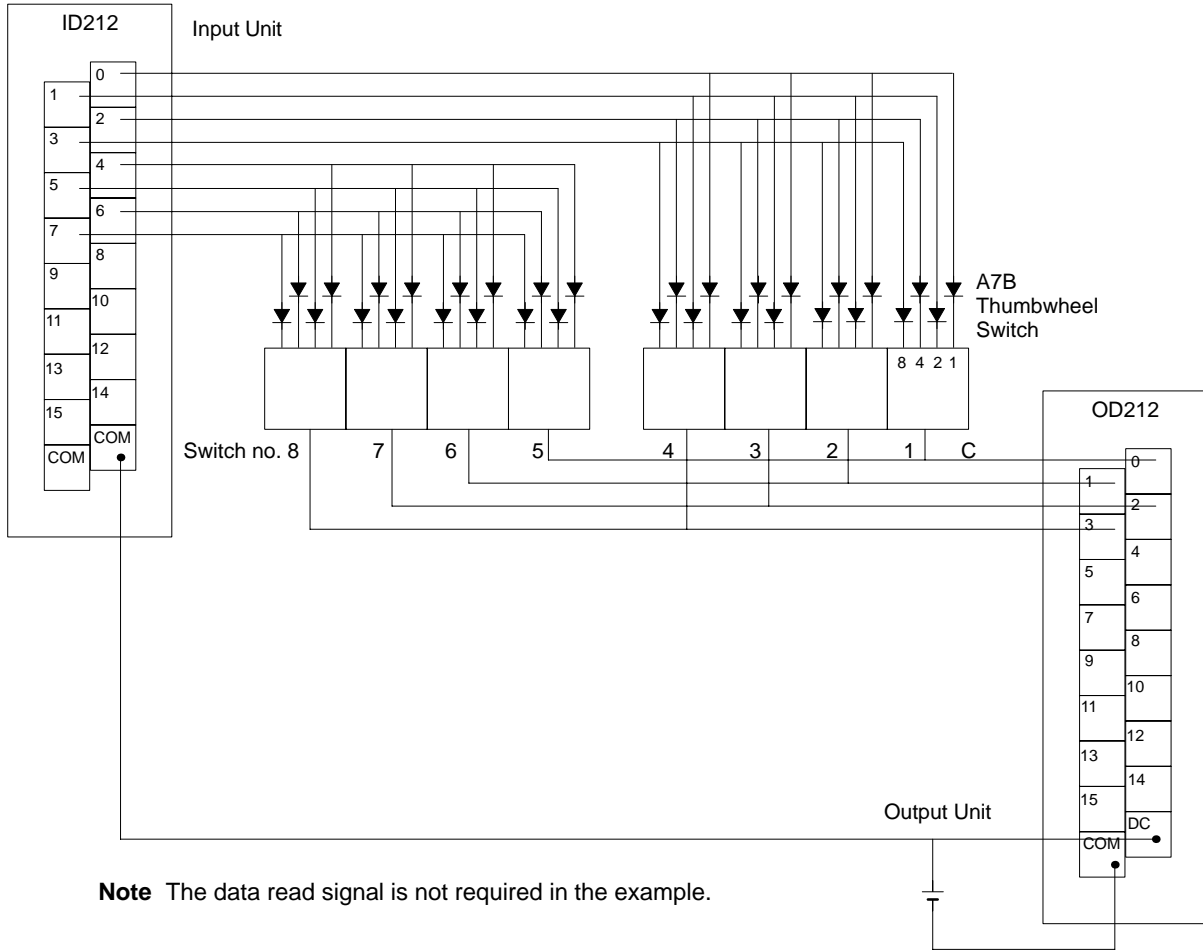 ID212
Input Unit
0
1
2
3
4
5
6
7
8
9
10
11
12
13
14
15
COM
COM
A7B
Thumbwheel
Switch
8 4 2 1
Switch no. 8 7 6 5 4 3 2 1 C
OD212
0
1
2
3
4
5
6
7
8
9
10
11
12
13
14
15
DC
COM
Output Unit
Note The data read signal is not required in the example.